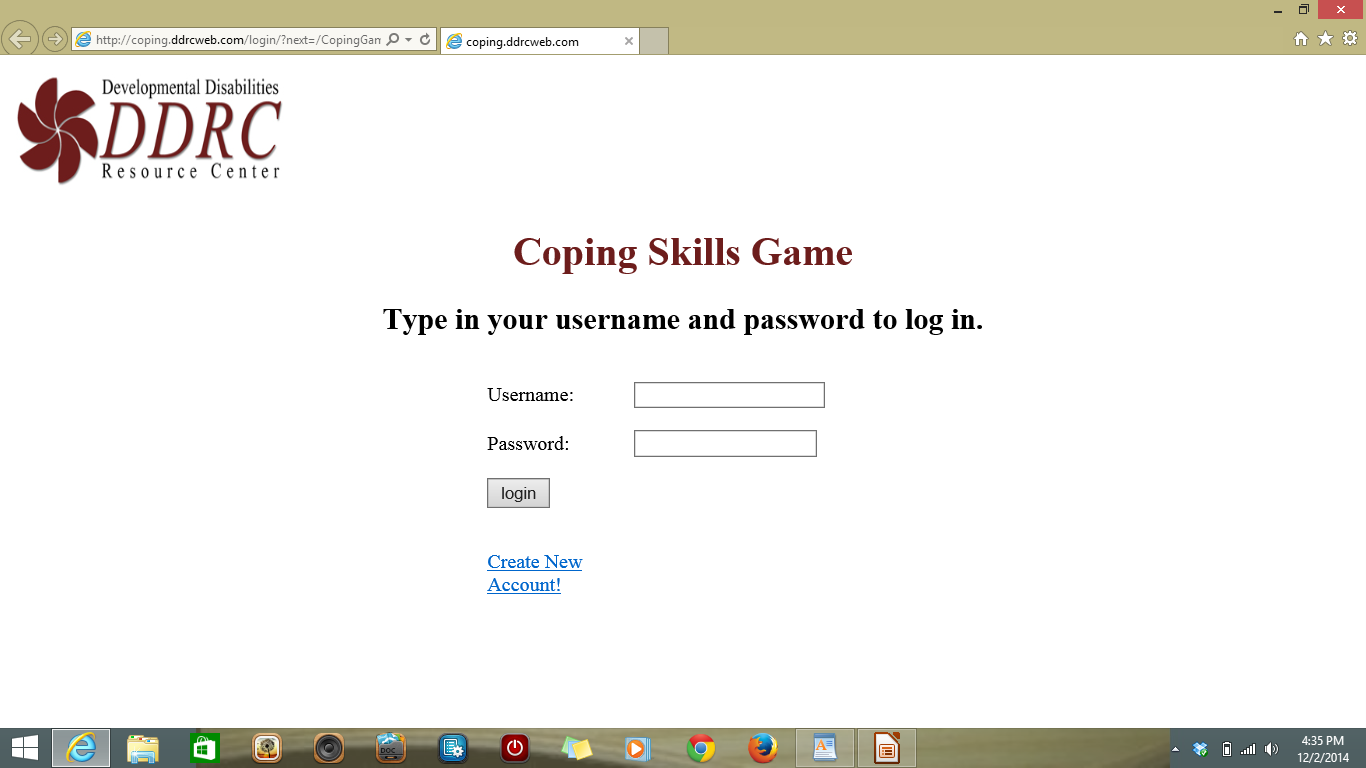 http://coping.ddrcweb.com/login/?next=/CopingGam
coping.ddrcweb.com
Developmental Disabilities
DDRC
Resource Center
Coping Skills Game
Type in your username and password to log in.
Username:
Password:
login
Create New
Account!
DOC
4:35 PM
12/2/2014